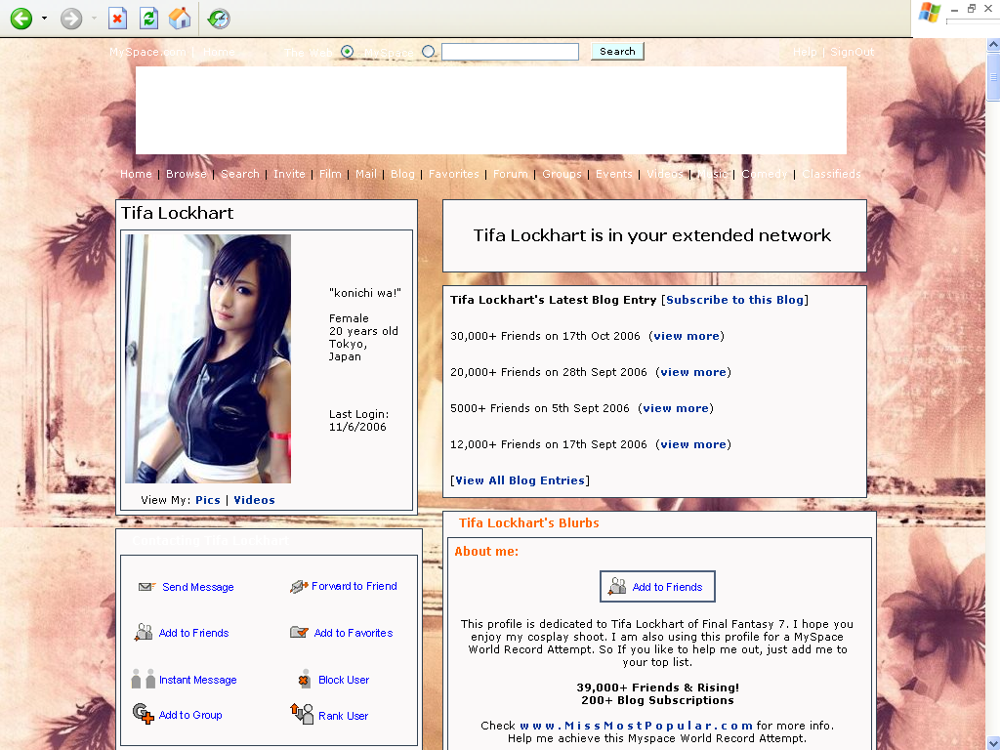 MySpace.com | Home
The Web MySpace Search
Help | SignOut
Home | Browse | Search | Invite | Film | Mail | Blog | Favorites | Forum | Groups | Events | Videos | Music | Comedy | Classifieds
Tifa Lockhart
"konichi wa!"
Female
20 years old
Tokyo,
Japan
Last Login:
11/6/2006
View My: Pics | Videos
Contacting Tifa Lockhart
Send Message
Forward to Friend
Add to Friends
Add to Favorites
Instant Message
Block User
Add to Group
Rank User
Tifa Lockhart is in your extended network
Tifa Lockhart's Latest Blog Entry [Subscribe to this Blog]
30,000+ Friends on 17th Oct 2006 (view more)
20,000+ Friends on 28th Sept 2006 (view more)
5000+ Friends on 5th Sept 2006 (view more)
12,000+ Friends on 17th Sept 2006 (view more)
[View All Blog Entries]
Tifa Lockhart's Blurbs
About me:
Add to Friends
This profile is dedicated to Tifa Lockhart of Final Fantasy 7. I hope you
enjoy my cosplay shoot. I am also using this profile for a MySpace
World Record Attempt. So If you like to help me out, just add me to
your top list.
39,000+ Friends & Rising!
200+ Blog Subscriptions
Check w w w . M i s s M o s t P o p u l a r . c o m for more info.
Help me achieve this Myspace World Record Attempt.